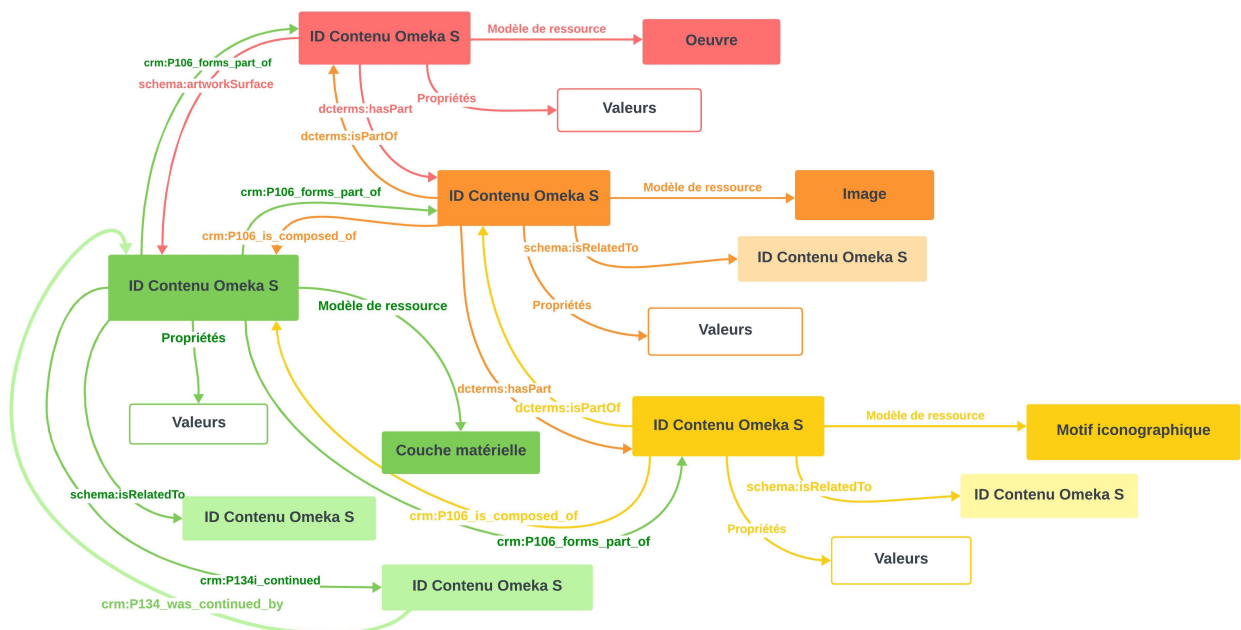 ID Contenu Omeka S
Modèle de ressource
Oeuvre
crm:P106_forms_part_of
schema:artworkSurface
dcterms:hasPart
Propriétés
Valeurs
dcterms:isPartOf
crm:P106_forms_part_of
ID Contenu Omeka S
Modèle de ressource
Image
crm:P106_is_composed_of
schema:isRelatedTo
ID Contenu Omeka S
ID Contenu Omeka S
Modèle de ressource
Propriétés
Valeurs
Propriétés
Valeurs
dcterms:hasPart
dcterms:isPartOf
ID Contenu Omeka S
Modèle de ressource
Motif iconographique
Couche matérielle
schema:isRelatedTo
ID Contenu Omeka S
schema:isRelatedTo
ID Contenu Omeka S
crm:P106_is_composed_of
Propriétés
crm:P106_forms_part_of
Valeurs
crm:P134i_continued
ID Contenu Omeka S
crm:P134_was_continued_by